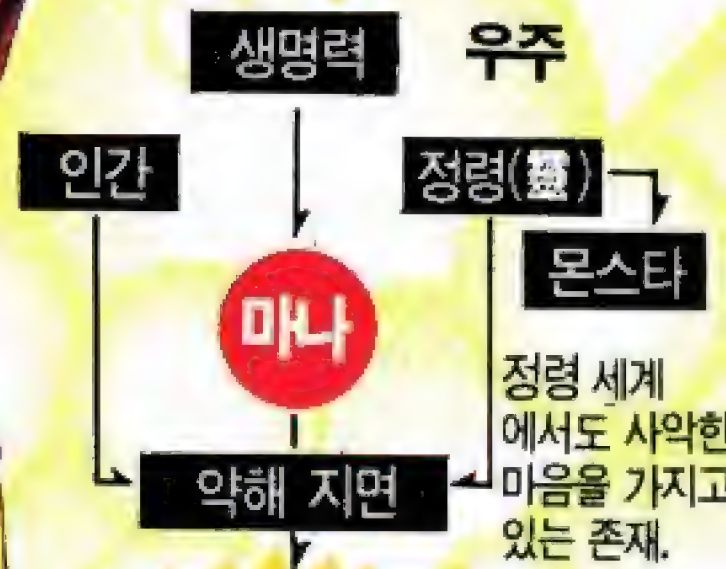 생명력 우주
인간
정령(靈)
몬스타
마나
정령 세계
에서도 사악한
마음을 가지고
있는 존재.
약해 지면